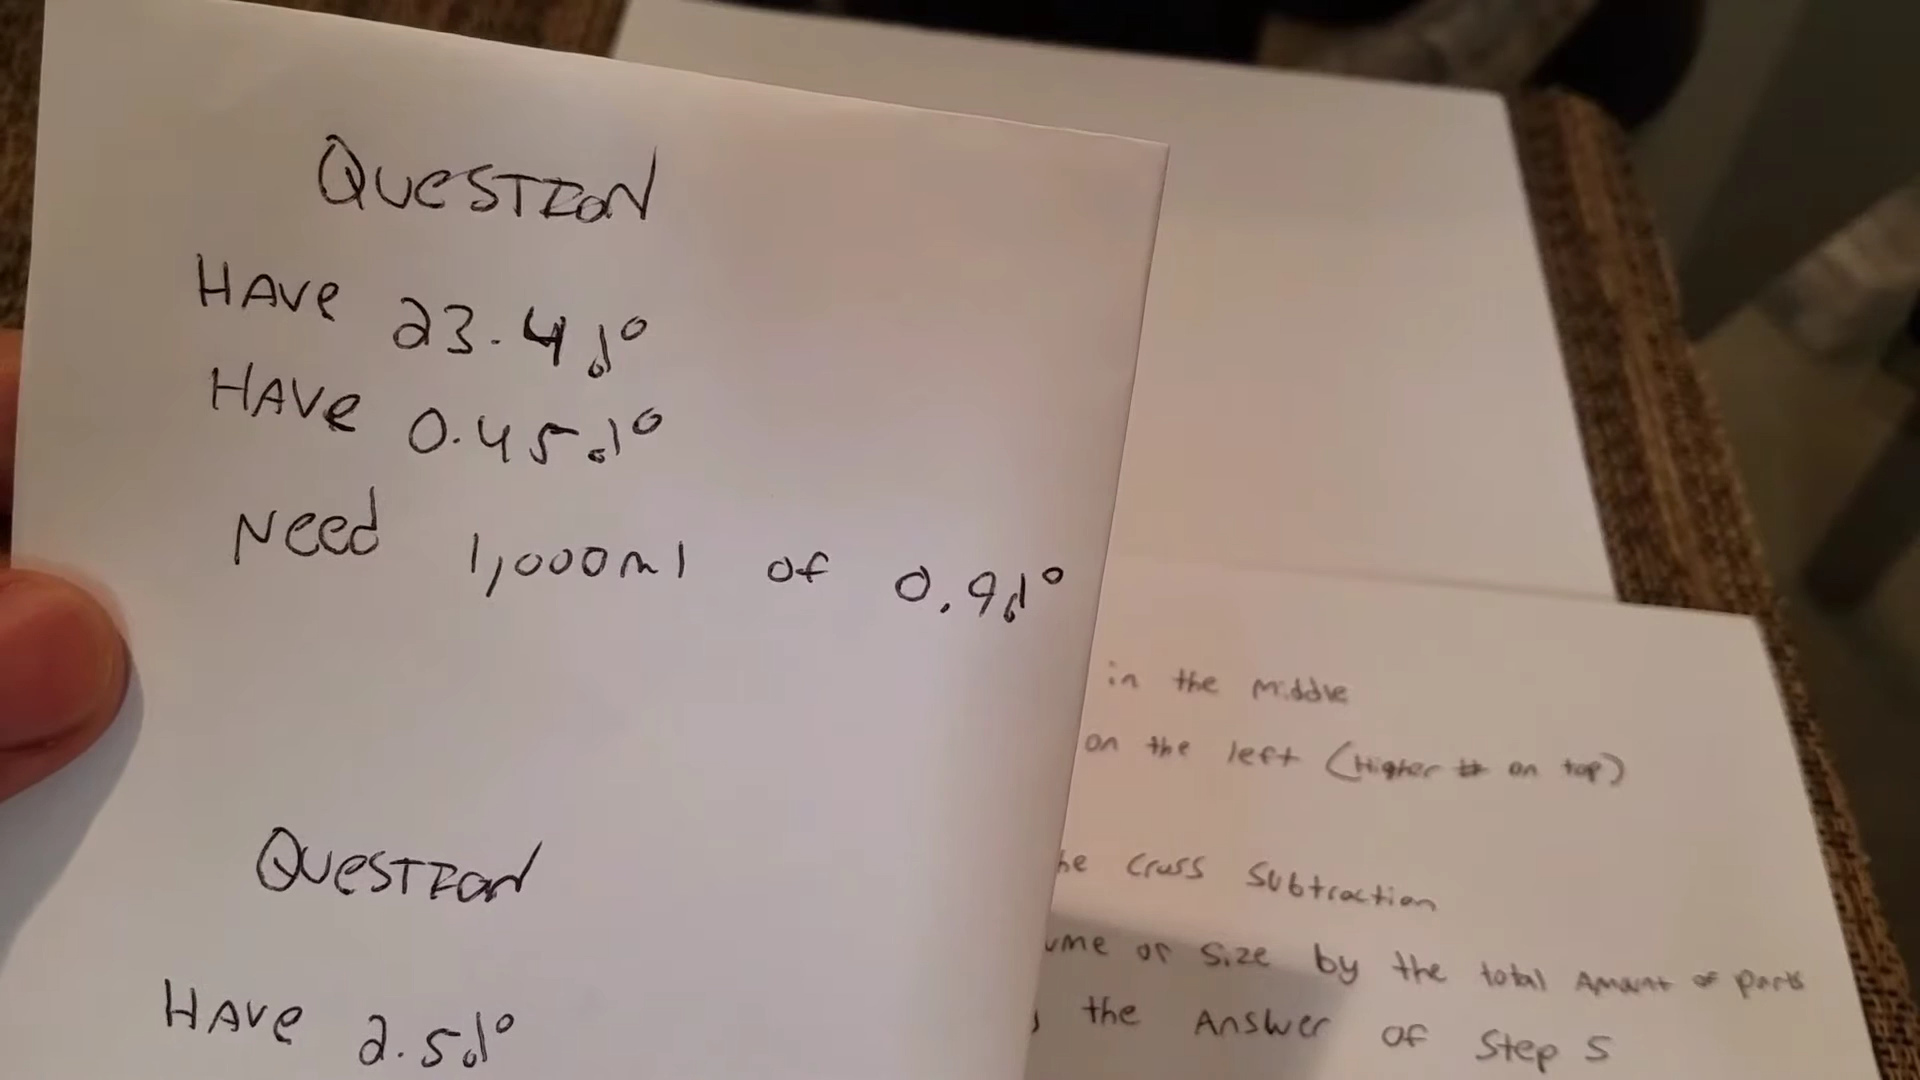 QUESTION
HAVE 23.4%
HAVE 0.45%
NEED 1,000ml of 0.9%
QUESTION
HAVE 2.5%
in the middle
on the left (Higher # on top)
Cross Subtraction
or Size by the total Amount of parts
the Answer of Step 5